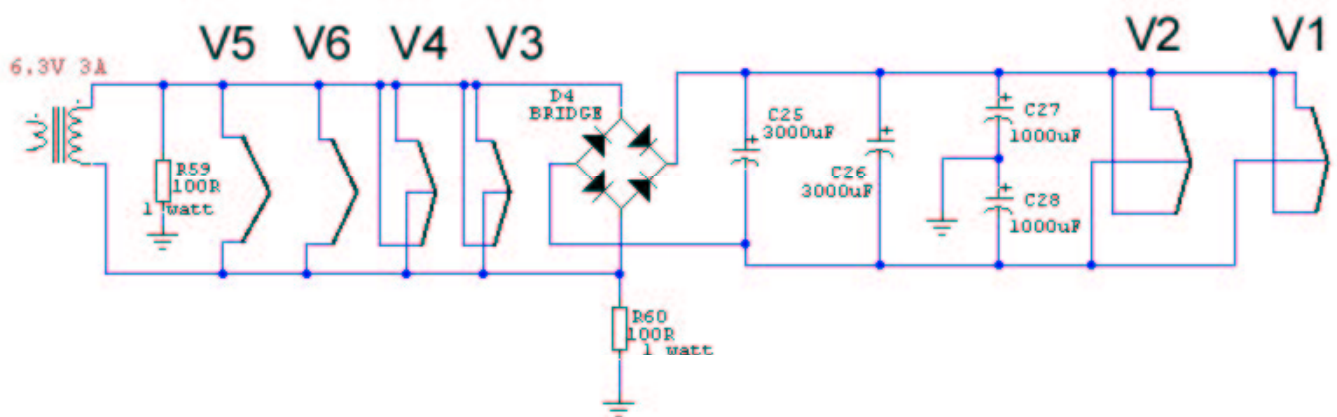 V5 V6 V4 V3 V2 V1
6.3V 3A
D4
BRIDGE
C25
3000uF
C26
3000uF
C27
1000uF
C28
1000uF
R59
100R
1 watt
R60
100R
1 watt